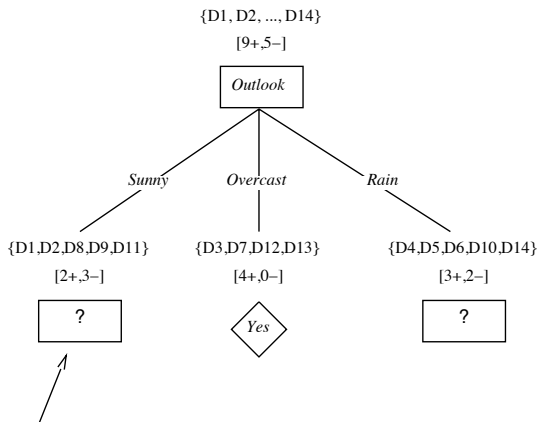 {D1, D2, ..., D14}
[9+,5−]
Outlook
Sunny Overcast Rain
{D1,D2,D8,D9,D11} {D3,D7,D12,D13} {D4,D5,D6,D10,D14}
[2+,3−] [4+,0−] [3+,2−]
? Yes ?